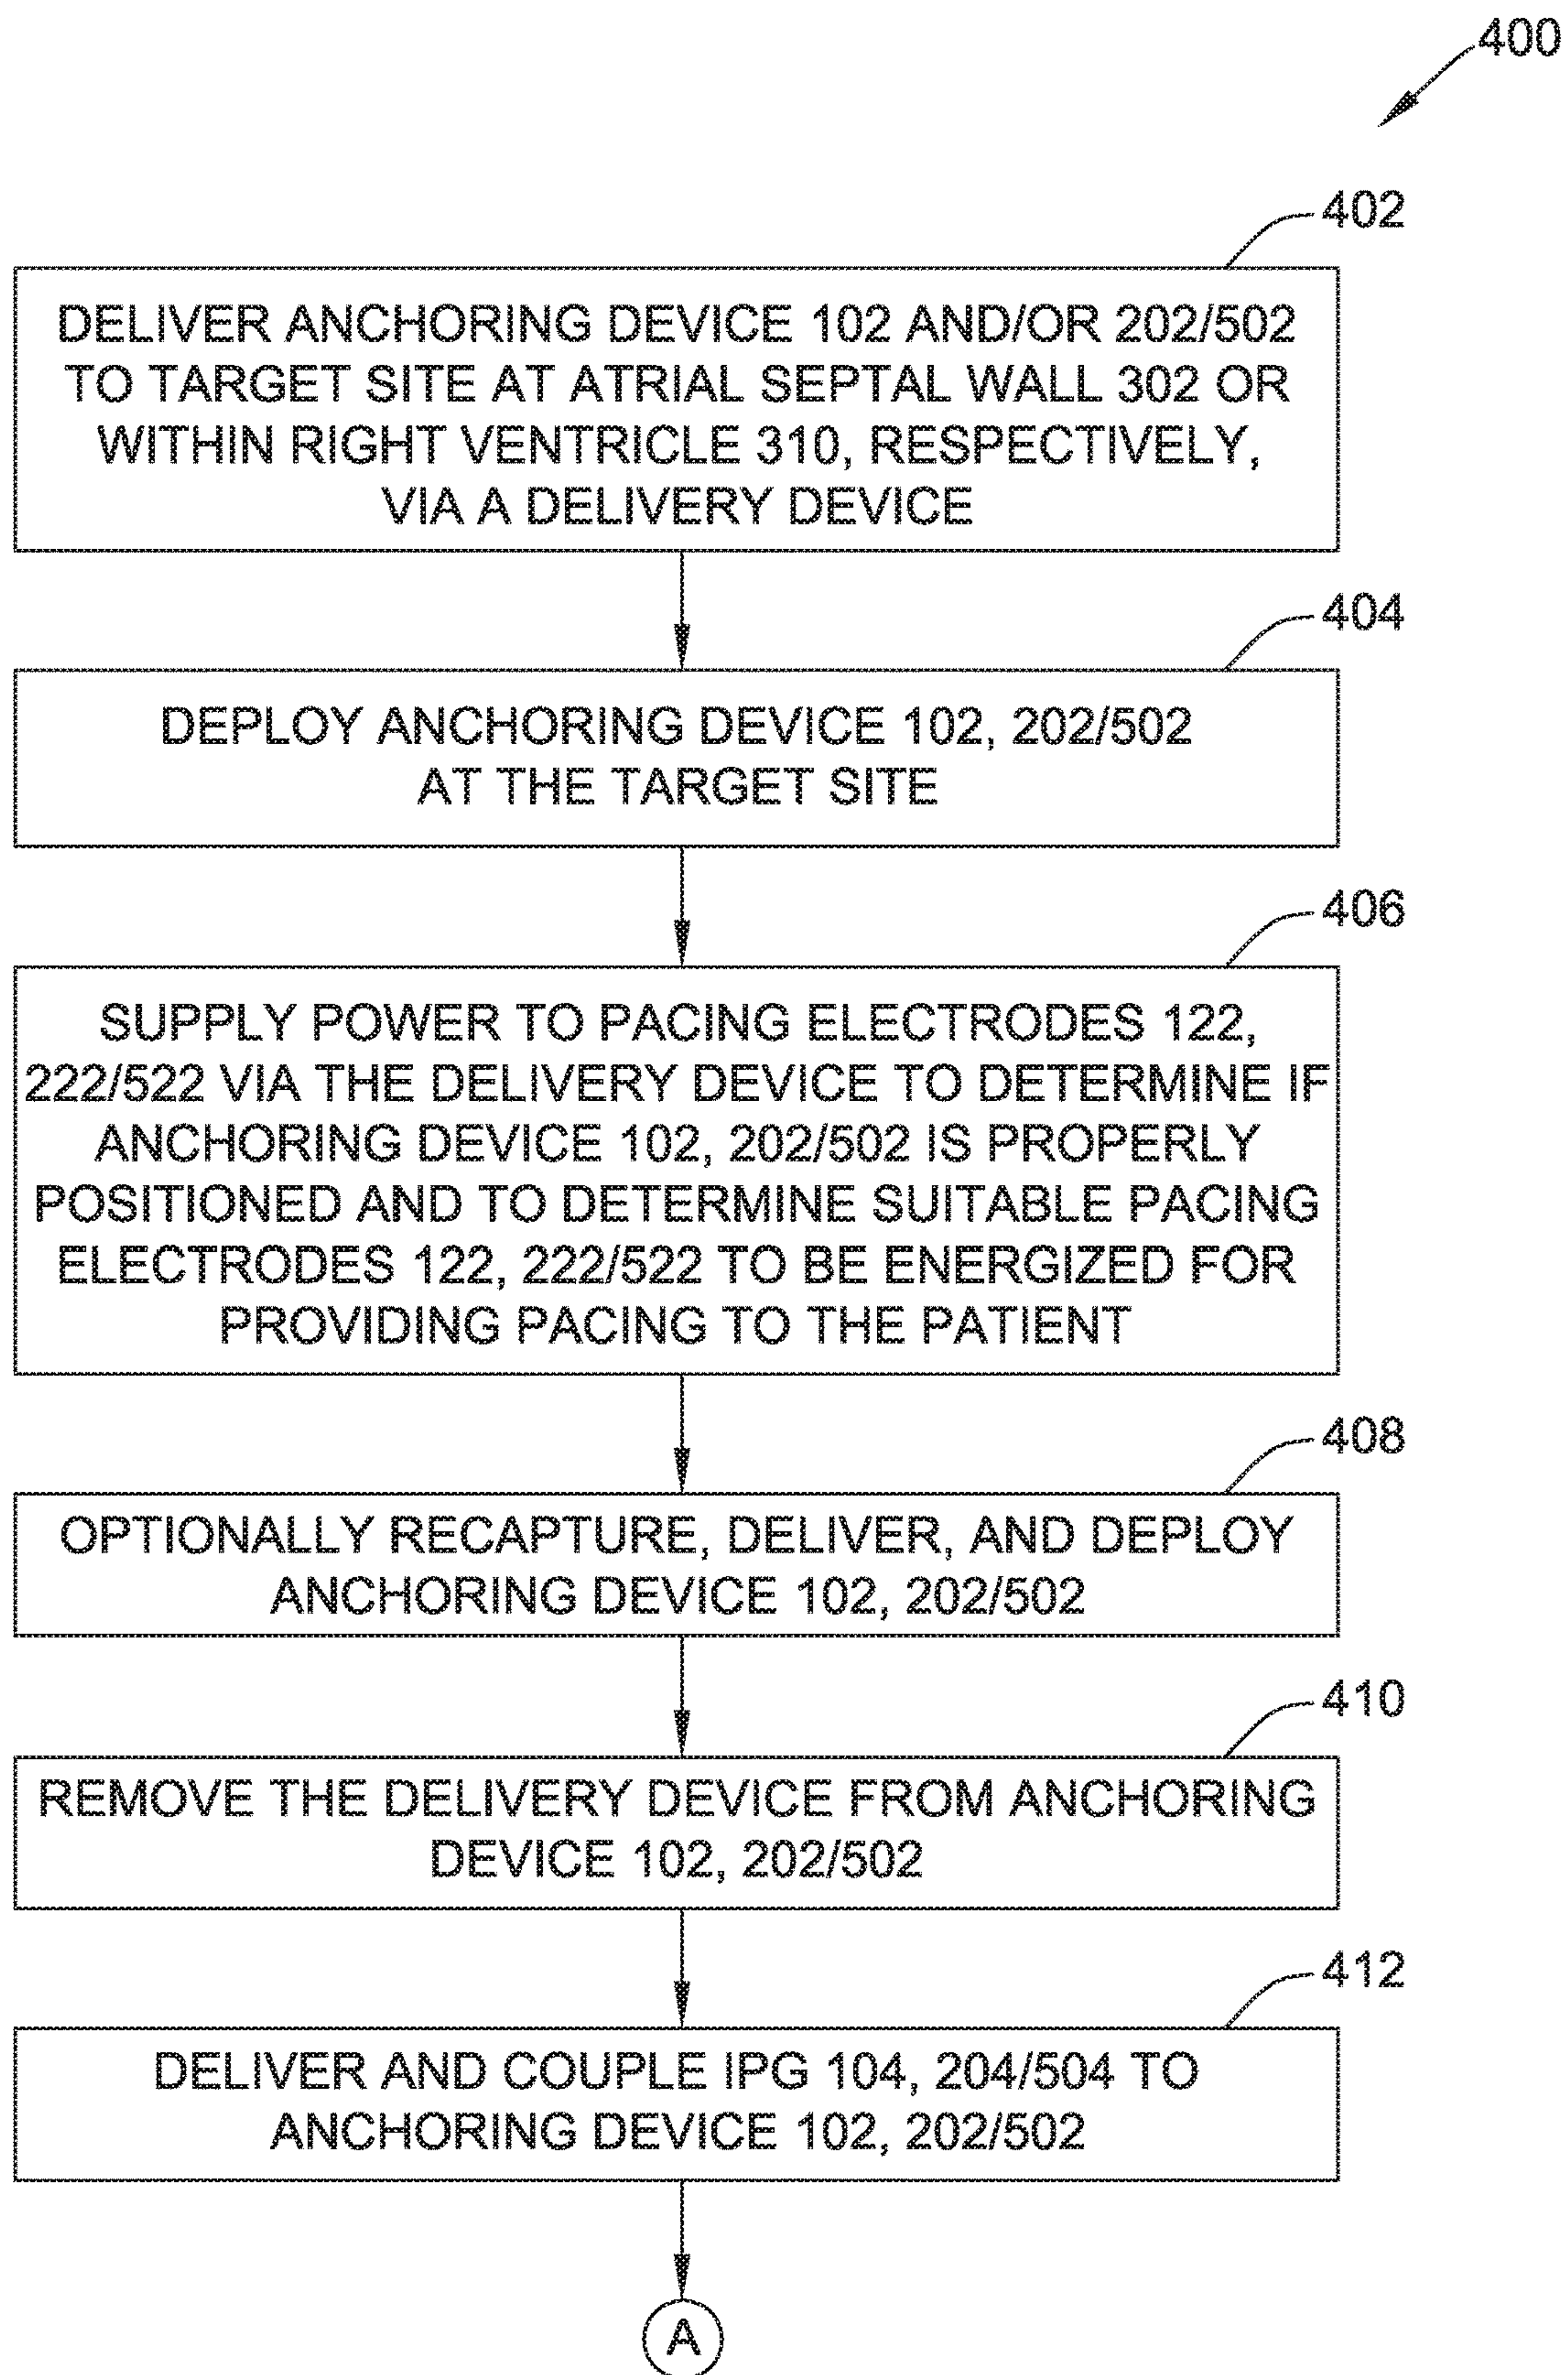 400
402
DELIVER ANCHORING DEVICE 102 AND/OR 202/502
TO TARGET SITE AT ATRIAL SEPTAL WALL 302 OR
WITHIN RIGHT VENTRICLE 310, RESPECTIVELY,
VIA A DELIVERY DEVICE
404
DEPLOY ANCHORING DEVICE 102, 202/502
AT THE TARGET SITE
406
SUPPLY POWER TO PACING ELECTRODES 122,
222/522 VIA THE DELIVERY DEVICE TO DETERMINE IF
ANCHORING DEVICE 102, 202/502 IS PROPERLY
POSITIONED AND TO DETERMINE SUITABLE PACING
ELECTRODES 122, 222/522 TO BE ENERGIZED FOR
PROVIDING PACING TO THE PATIENT
408
OPTIONALLY RECAPTURE, DELIVER, AND DEPLOY
ANCHORING DEVICE 102, 202/502
410
REMOVE THE DELIVERY DEVICE FROM ANCHORING
DEVICE 102, 202/502
412
DELIVER AND COUPLE IPG 104, 204/504 TO
ANCHORING DEVICE 102, 202/502
A